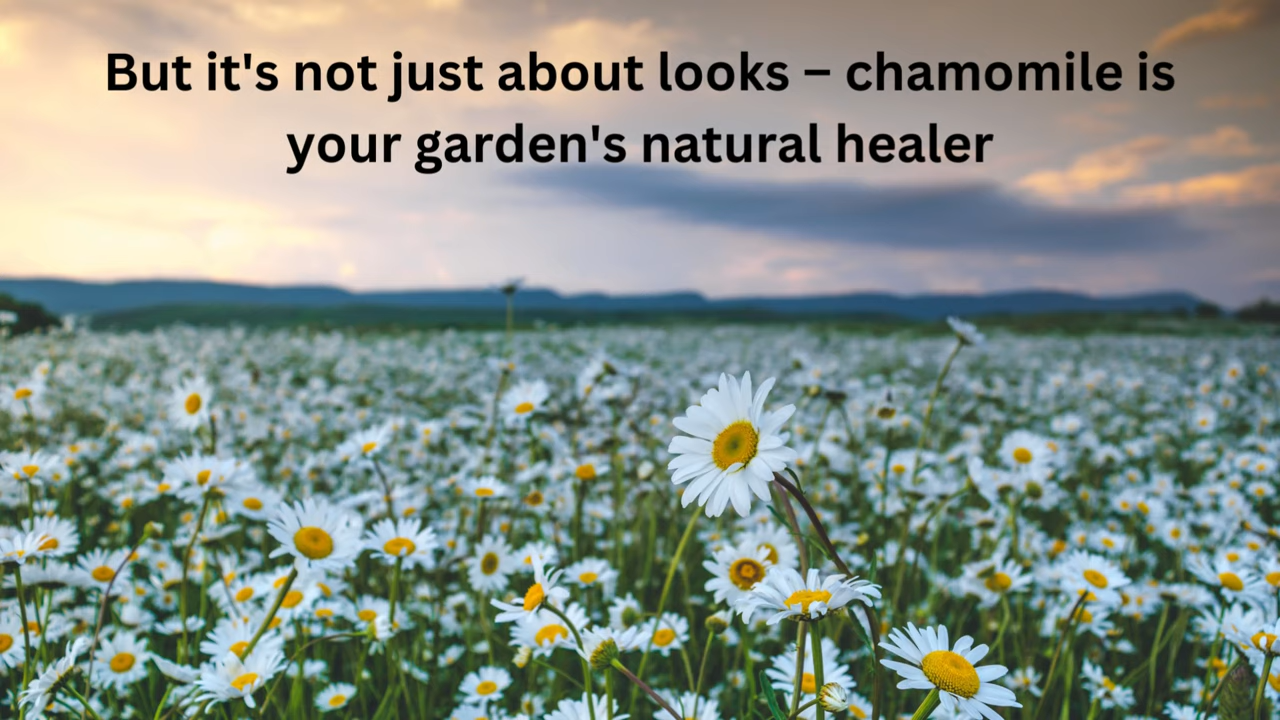 But it's not just about looks – chamomile is
your garden's natural healer